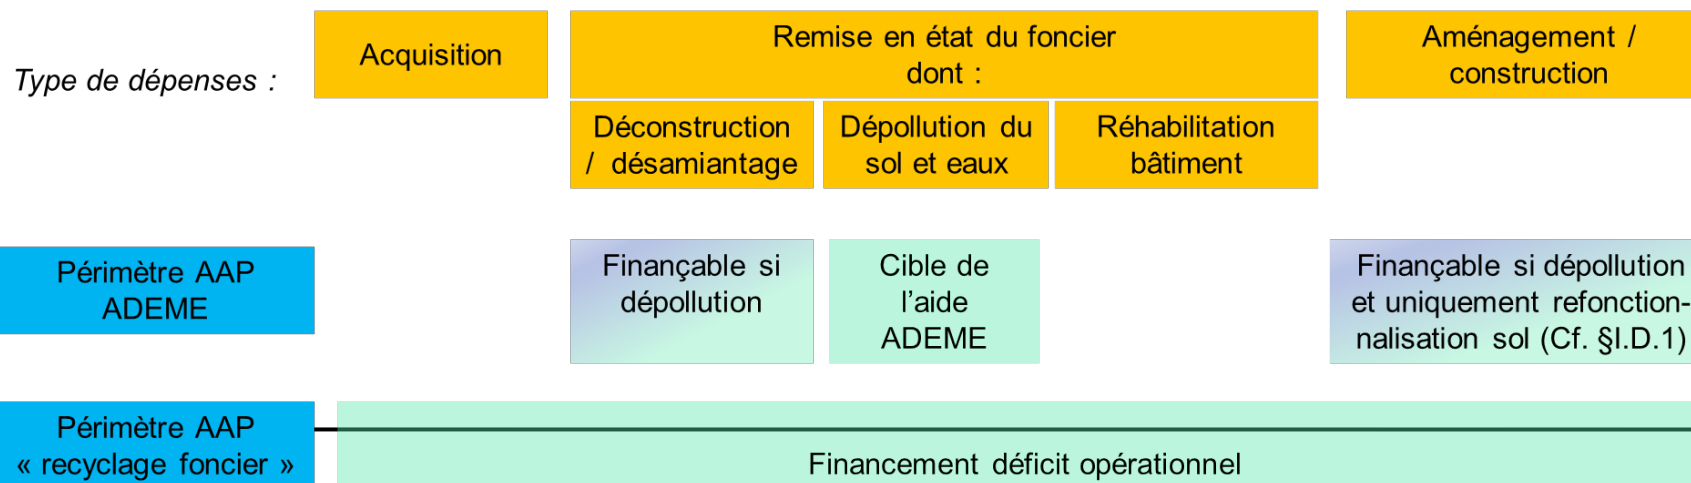 Type de dépenses :
Acquisition
Remise en état du foncier
dont :
Aménagement /
construction
Déconstruction
/ désamiantage
Dépollution du
sol et eaux
Réhabilitation
bâtiment
Périmètre AAP
ADEME
Finançable si
dépollution
Cible de
l’aide
ADEME
Finançable si dépollution
et uniquement refonction-
nalisation sol (Cf. §I.D.1)
Périmètre AAP
« recyclage foncier »
Financement déficit opérationnel